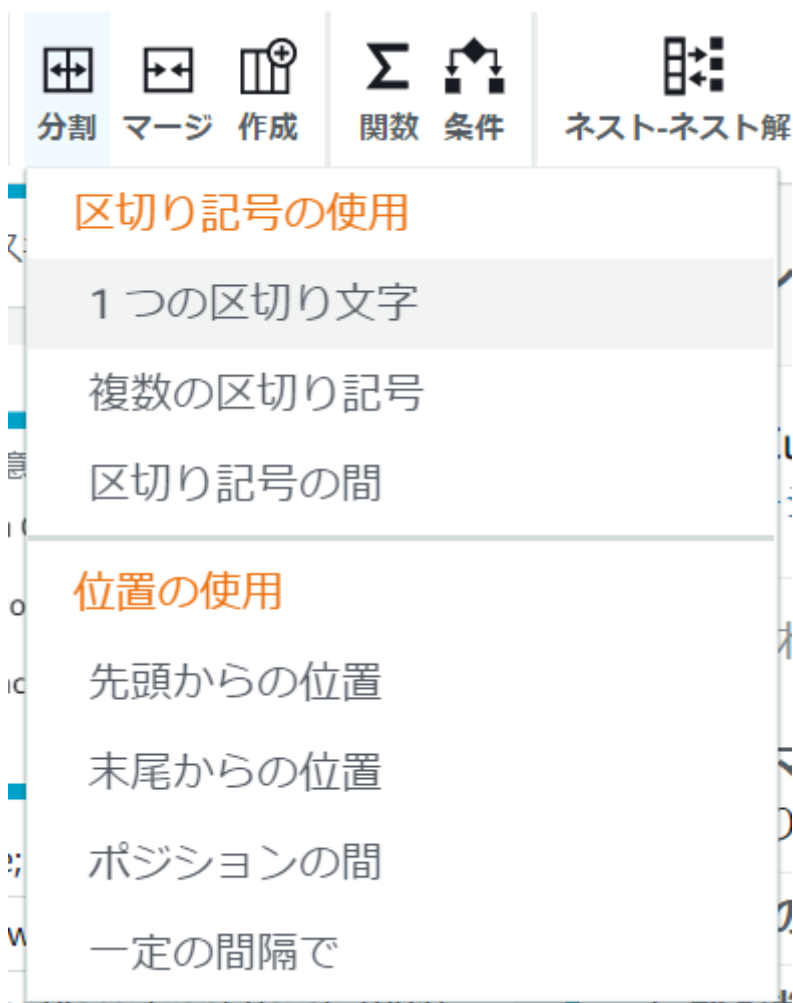 分割 マージ 作成 関数 条件 ネスト-ネスト解
区切り記号の使用
1 つの区切り文字
複数の区切り記号
区切り記号の間
位置の使用
先頭からの位置
末尾からの位置
ポジションの間
一定の間隔で